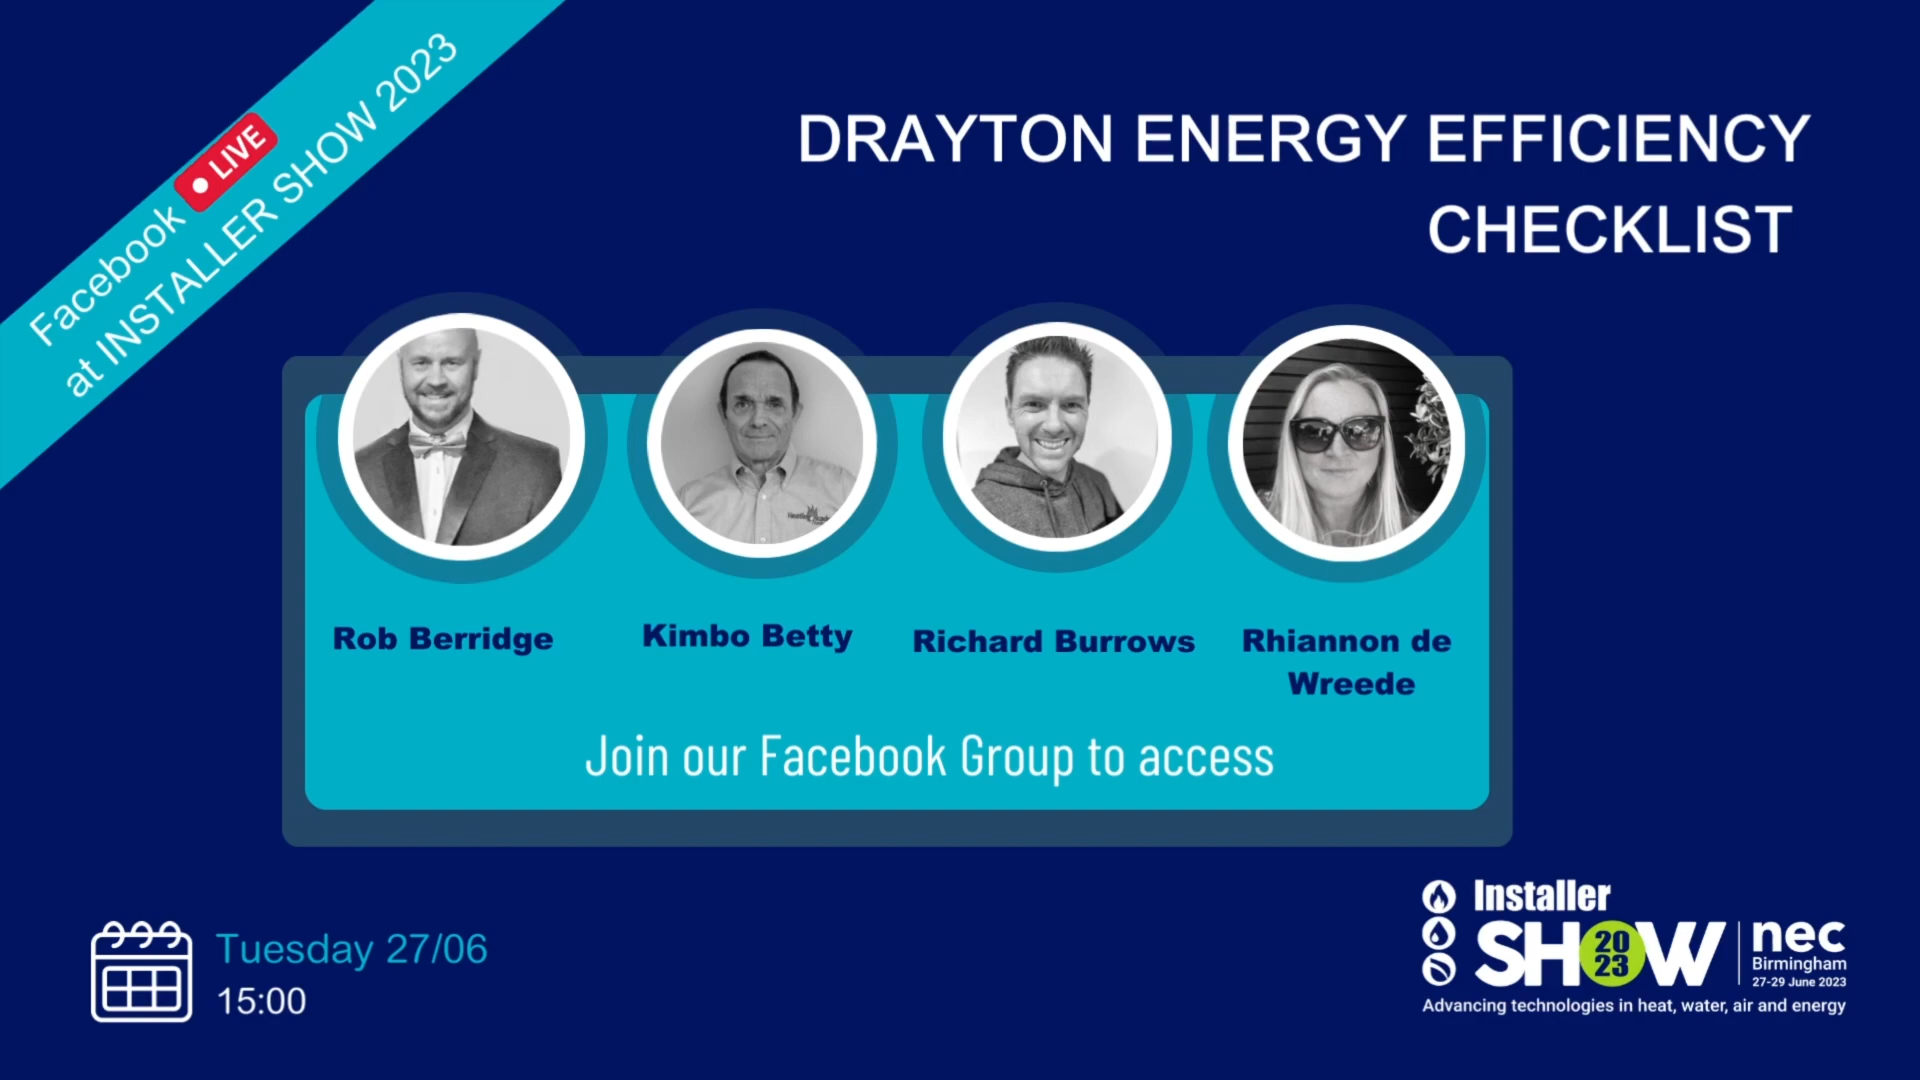 Facebook LIVE
at INSTALLER SHOW 2023
DRAYTON ENERGY EFFICIENCY
CHECKLIST
Rob Berridge
Kimbo Betty
Richard Burrows
Rhiannon de
Wreede
Join our Facebook Group to access
Tuesday 27/06
15:00
Installer
SHOW
20
23
nec
Birmingham
27-29 June 2023
Advancing technologies in heat, water, air and energy